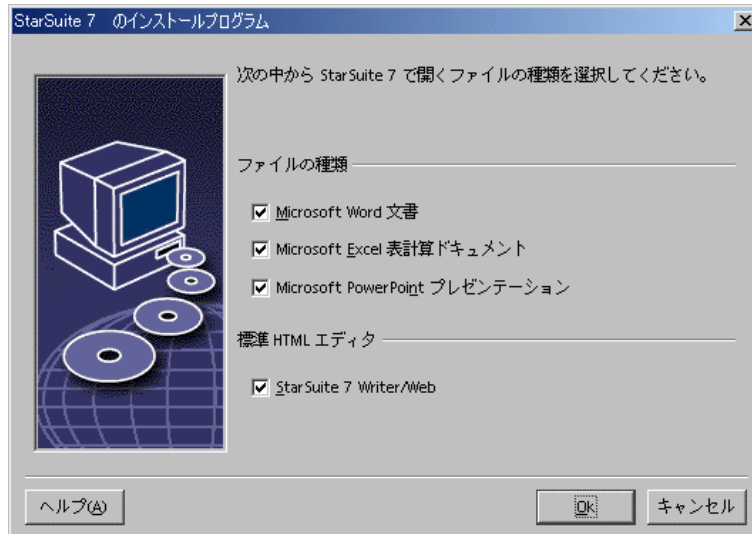 StarSuite 7 のインストールプログラム
次の中から StarSuite 7 で開くファイルの種類を選択してください。
ファイルの種類
Microsoft Word 文書
Microsoft Excel 表計算ドキュメント
Microsoft PowerPoint プレゼンテーション
標準 HTML エディタ
StarSuite 7 Writer/Web
ヘルプ(A)
Ok
キャンセル